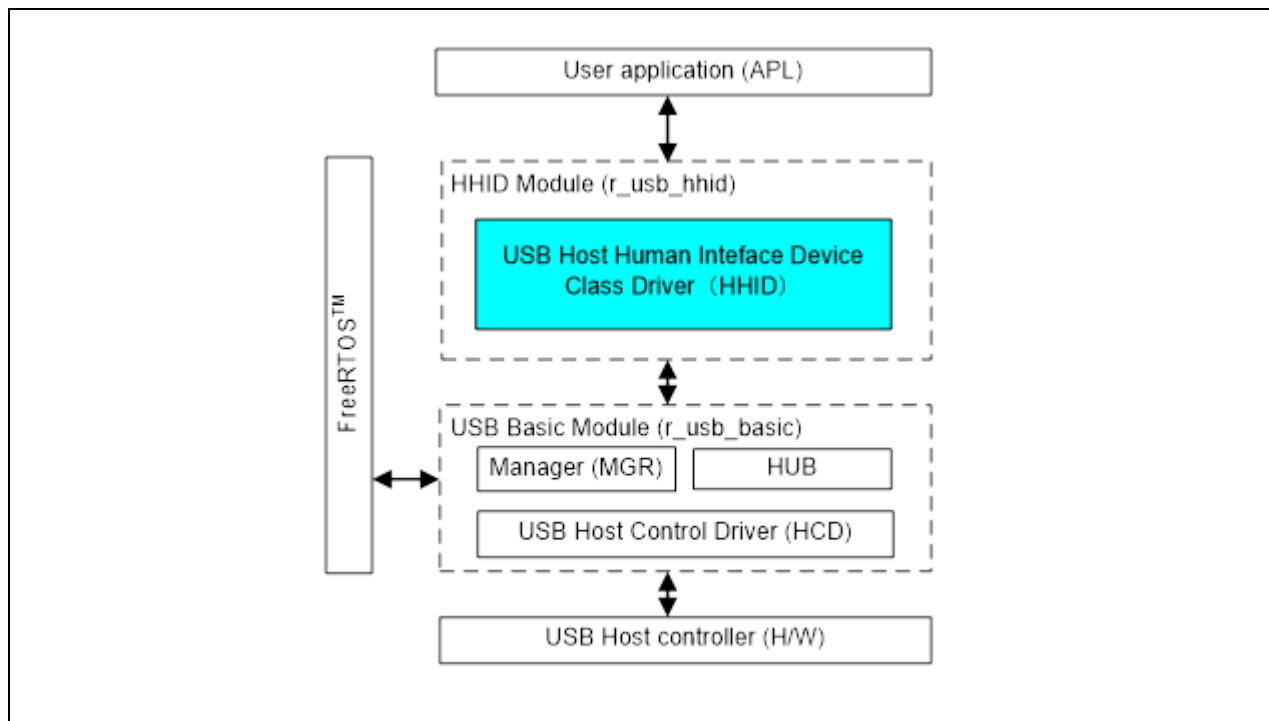 User application (APL)
HHID Module (r_usb_hhid)
USB Host Human Inteface Device
Class Driver（HHID）
FreeRTOS™
USB Basic Module (r_usb_basic)
Manager (MGR)
HUB
USB Host Control Driver (HCD)
USB Host controller (H/W)